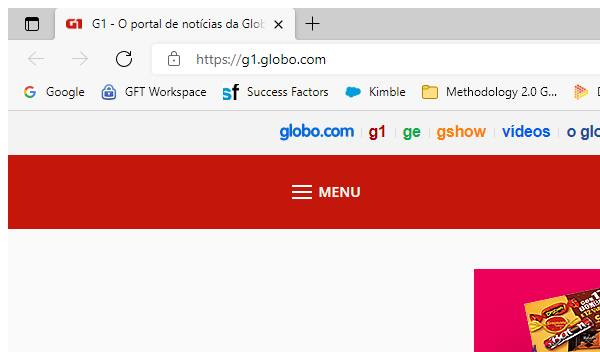 G1 G1 - O portal de notícias da Glob
https://g1.globo.com
Google GFT Workspace sf Success Factors Kimble Methodology 2.0 G... D
globo.com g1 ge gshow vídeos o glo
MENU